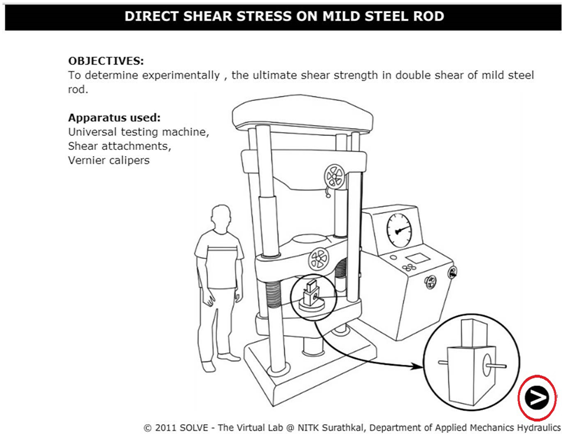 DIRECT SHEAR STRESS ON MILD STEEL ROD
OBJECTIVES:
To determine experimentally , the ultimate shear strength in double shear of mild steel
rod.
Apparatus used:
Universal testing machine,
Shear attachments,
Vernier calipers
© 2011 SOLVE - The Virtual Lab @ NITK Surathkal, Department of Applied Mechanics Hydraulics